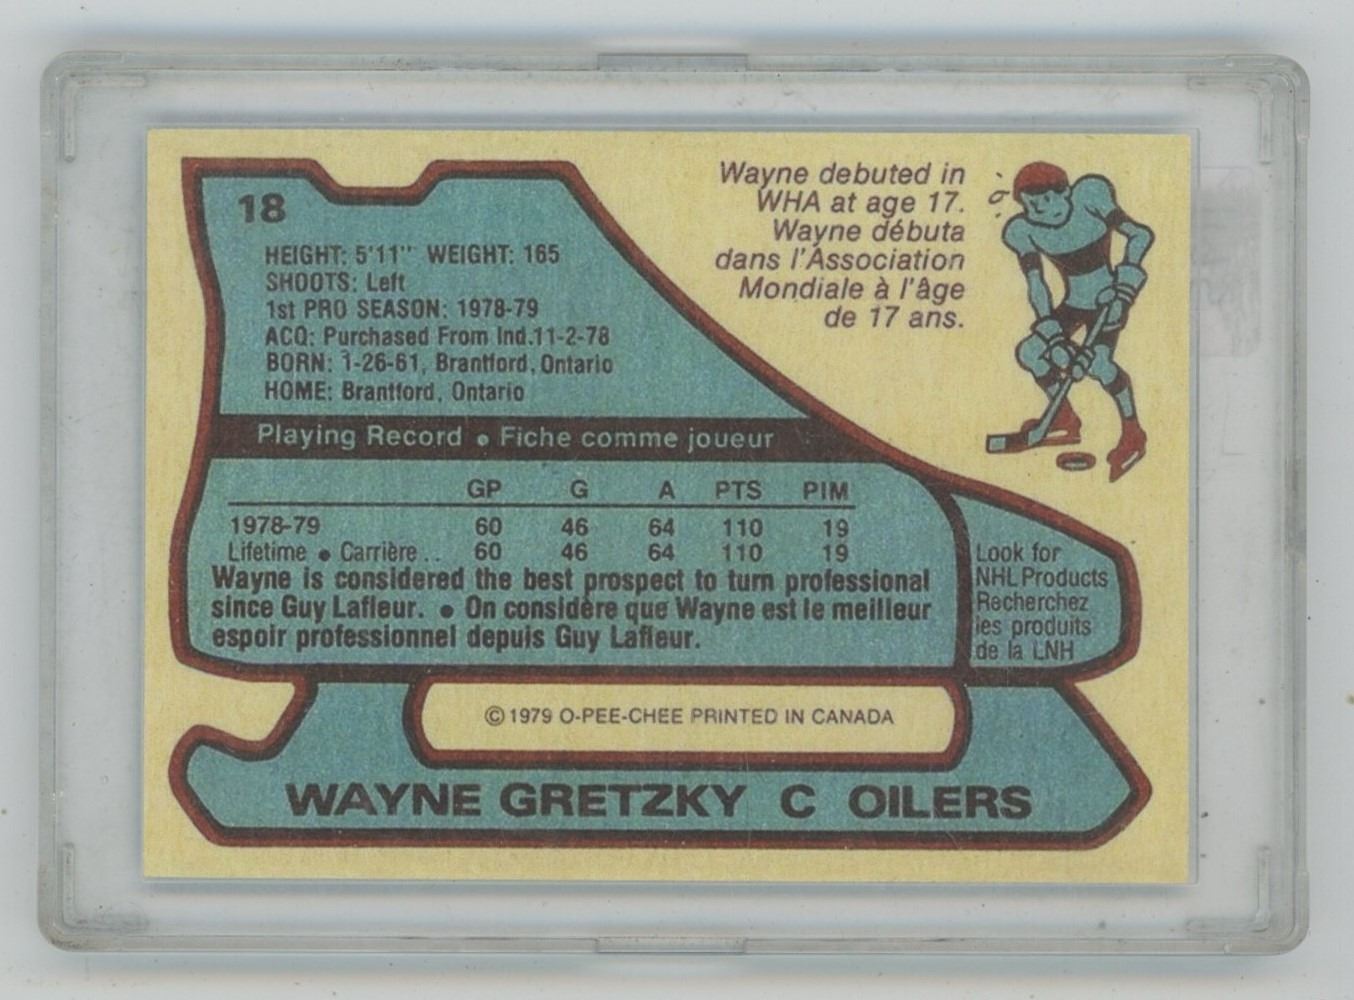 18
HEIGHT: 5'11" WEIGHT: 165
SHOOTS: Left
1st PRO SEASON: 1978-79
ACQ: Purchased From Ind.11-2-78
BORN: 1-26-61, Brantford, Ontario
HOME: Brantford, Ontario
Wayne debuted in
WHA at age 17.
Wayne débuta
dans l'Association
Mondiale à l'âge
de 17 ans.
Playing Record • Fiche comme joueur
GP G A PTS PIM
1978-79 60 46 64 110 19
Lifetime • Carrière .. 60 46 64 110 19
Wayne is considered the best prospect to turn professional
since Guy Lafleur. • On considère que Wayne est le meilleur
espoir professionnel depuis Guy Lafleur.
Look for
NHL Products
Recherchez
les produits
de la LNH
© 1979 O-PEE-CHEE PRINTED IN CANADA
WAYNE GRETZKY C OILERS